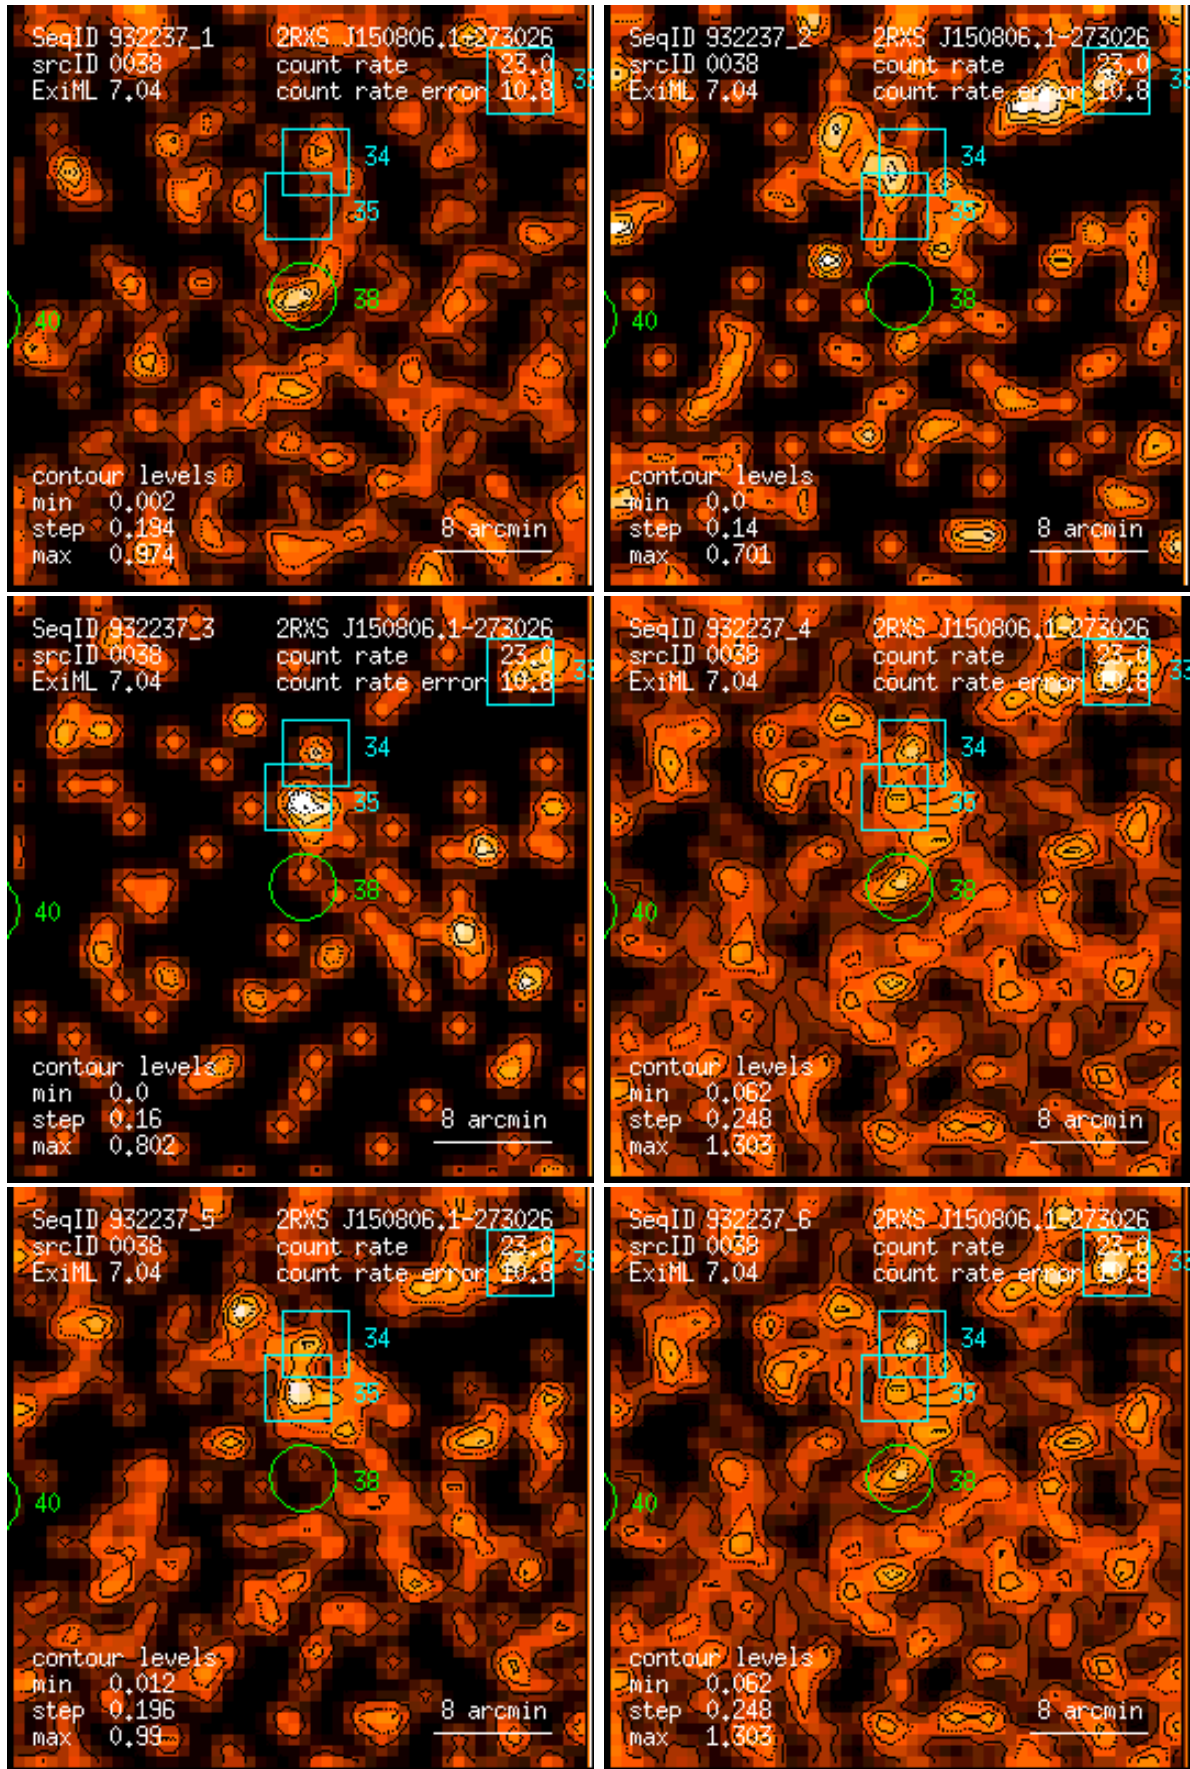 SeqID 932237_1 2RXS J150806.1-273026
srcID 0038 count rate 23.0
ExiML 7.04 count rate error 10.8
33
34
35
38
40
contour levels
min 0.002
step 0.194
max 0.974
8 arcmin
SeqID 932237_2 2RXS J150806.1-273026
srcID 0038 count rate 23.0
ExiML 7.04 count rate error 10.8
33
34
35
38
40
contour levels
min 0.0
step 0.14
max 0.701
8 arcmin
SeqID 932237_3 2RXS J150806.1-273026
srcID 0038 count rate 23.0
ExiML 7.04 count rate error 10.8
33
34
35
38
40
contour levels
min 0.0
step 0.16
max 0.802
8 arcmin
SeqID 932237_4 2RXS J150806.1-273026
srcID 0038 count rate 23.0
ExiML 7.04 count rate error 10.8
33
34
35
38
40
contour levels
min 0.062
step 0.248
max 1.303
8 arcmin
SeqID 932237_5 2RXS J150806.1-273026
srcID 0038 count rate 23.0
ExiML 7.04 count rate error 10.8
33
34
35
38
40
contour levels
min 0.012
step 0.196
max 0.99
8 arcmin
SeqID 932237_6 2RXS J150806.1-273026
srcID 0038 count rate 23.0
ExiML 7.04 count rate error 10.8
33
34
35
38
40
contour levels
min 0.062
step 0.248
max 1.303
8 arcmin